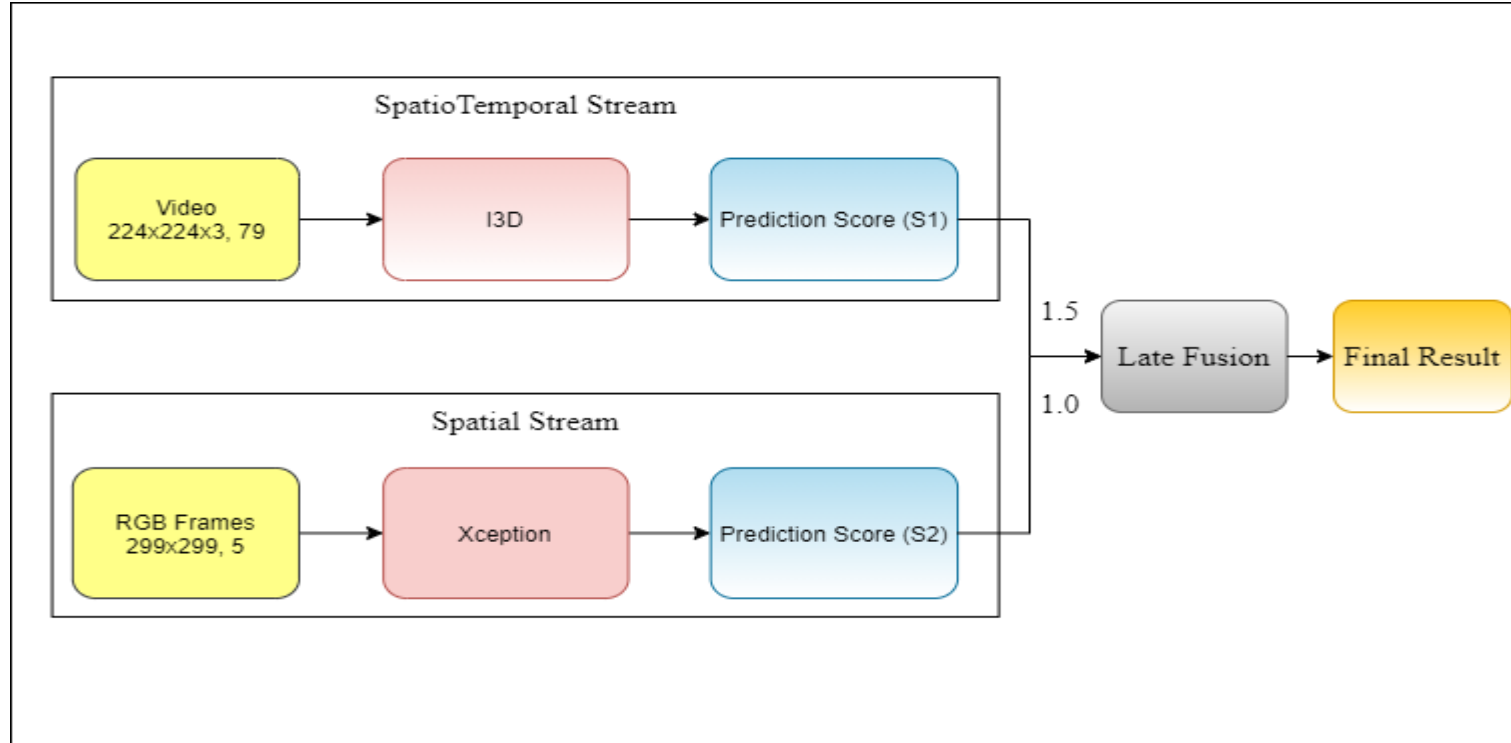 SpatioTemporal Stream
Video
224x224x3, 79
I3D
Prediction Score (S1)
1.5
Late Fusion
Final Result
1.0
Spatial Stream
RGB Frames
299x299, 5
Xception
Prediction Score (S2)